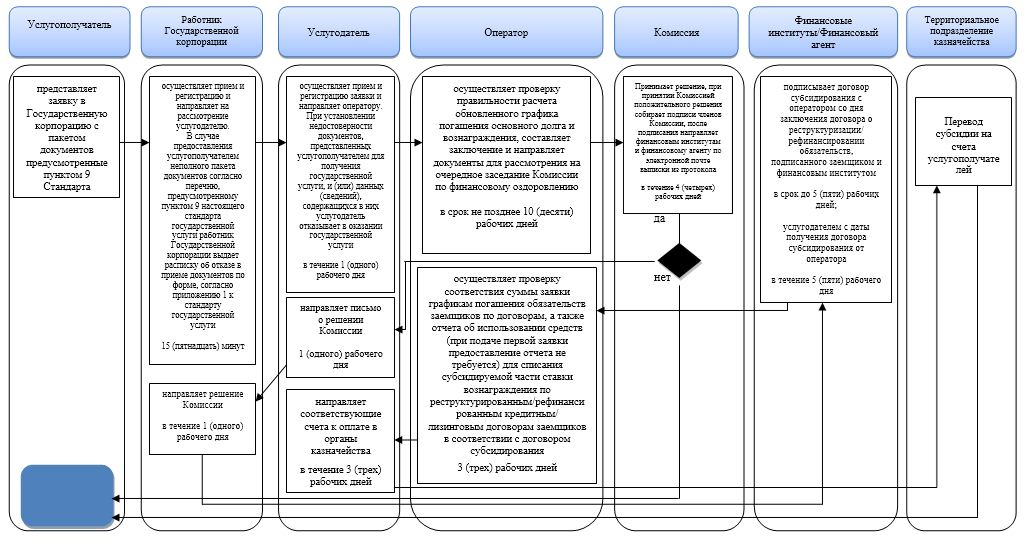 Услугополучатель
Работник
Государственной
корпорации
Услугодатель
Оператор
Комиссия
Финансовые
институты/Финансовый
агент
Территориальное
подразделение
казначейства
представляет
заявку в
Государственную
корпорацию с
пакетом
документов
предусмотренные
пунктом 9
Стандарта
осуществляет прием и
регистрацию и
направляет на
рассмотрение
услугодателю.
В случае
предоставления
услугополучателем
неполного пакета
документов согласно
перечню,
предусмотренному
пунктом 9 настоящего
стандарта
государственной
услуги работник
Государственной
корпорации выдает
расписку об отказе в
приеме документов по
форме, согласно
приложению 1 к
стандарту
государственной
услуги
15 (пятнадцать) минут
направляет решение
Комиссии
в течение 1 (одного)
рабочего дня
осуществляет прием и
регистрацию заявки и
направляет оператору.
При установлении
недостоверности
документов,
представленных
услугополучателем для
получения
государственной
услуги, и (или) данных
(сведений),
содержащихся в них
услугодатель
отказывает в оказании
государственной
услуги
в течение 1 (одного)
рабочего дня
направляет письмо
о решении
Комиссии
1 (одного) рабочего
дня
направляет
соответствующие
счета к оплате в
органы
казначейства
в течение 3 (трех)
рабочих дней
осуществляет проверку
правильности расчета
обновленного графика
погашения основного долга и
вознаграждения, составляет
заключение и направляет
документы для рассмотрения на
очередное заседание Комиссии
по финансовому оздоровлению
в срок не позднее 10 (десяти)
рабочих дней
осуществляет проверку
соответствия суммы заявки
графикам погашения обязательств
заемщиков по договорам, а также
отчета об использовании средств
(при подаче первой заявки
предоставление отчета не
требуется) для списания
субсидируемой части ставки
вознаграждения по
реструктурированным/рефинанси
рованным кредитным/
лизинговым договорам заемщиков
в соответствии с договором
субсидирования
3 (трех) рабочих дней
Принимает решение, при
принятии Комиссией
положительного решения
собирает подписи членов
Комиссии, после
подписания направляет
финансовым институтам
и финансовому агенту по
электронной почте
выписки из протокола
в течение 4 (четырех)
рабочих дней
да
нет
подписывает договор
субсидирования с
оператором со дня
заключения договора о
реструктуризации/
рефинансировании
обязательств,
подписанного заемщиком и
финансовым институтом
в срок до 5 (пяти) рабочих
дней;
услугодателем с даты
получения договора
субсидирования от
оператора
в течение 5 (пяти) рабочего
дня
Перевод
субсидии на
счета
услугополучате
лей